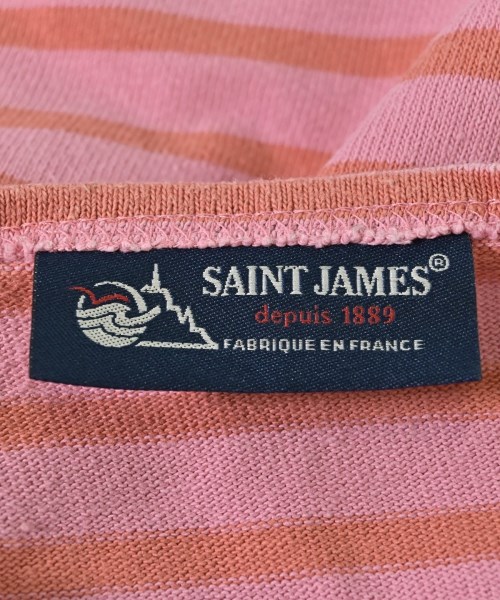 SAINT JAMES®
depuis 1889
FABRIQUE EN FRANCE